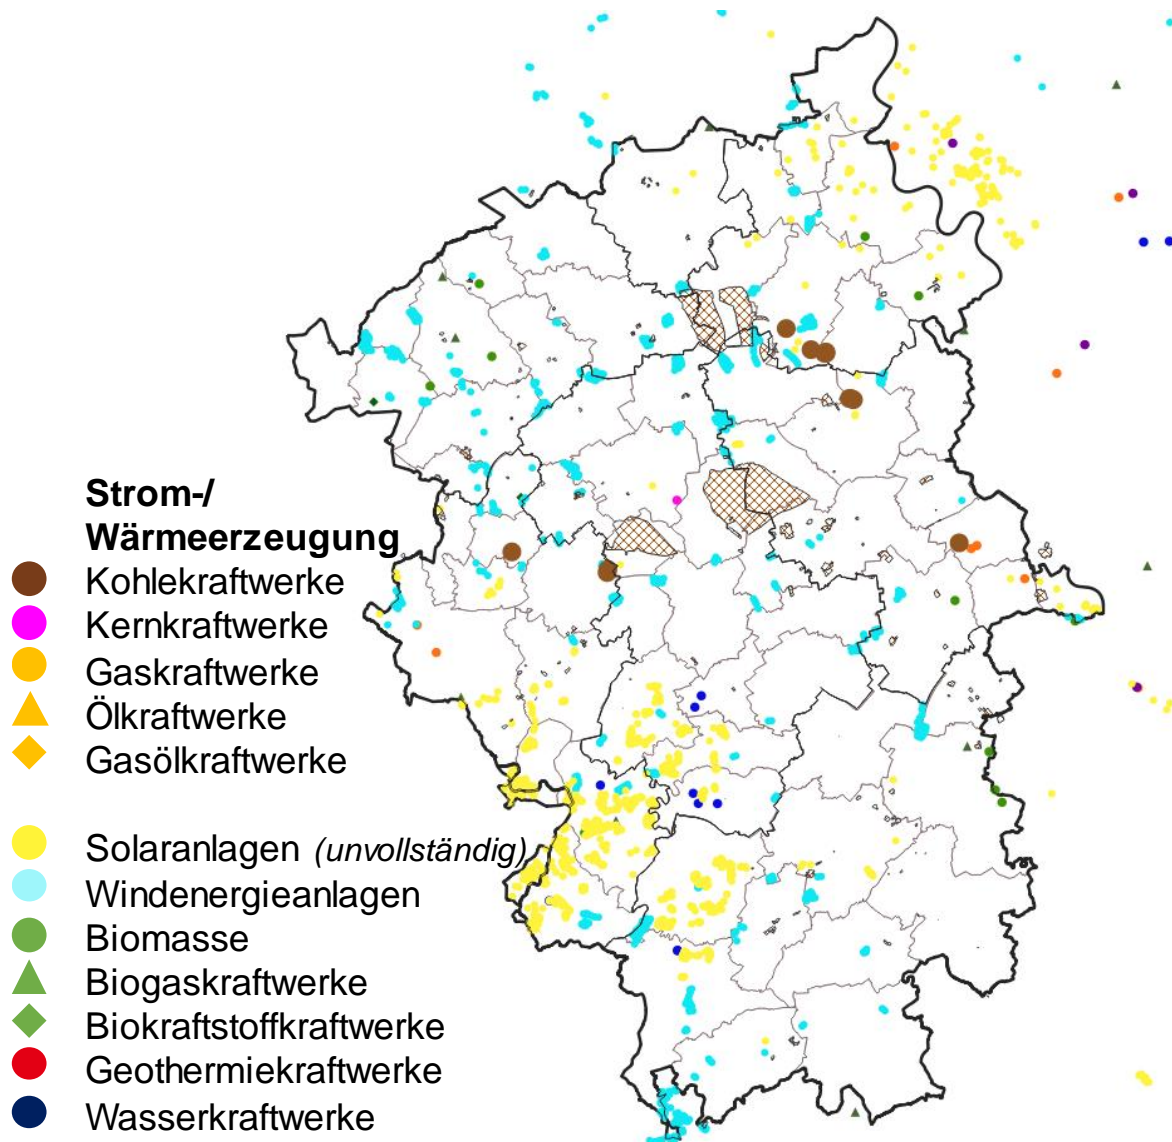 Strom-/
Wärmeerzeugung
Kohlekraftwerke
Kernkraftwerke
Gaskraftwerke
Ölkraftwerke
Gasölkraftwerke
Solaranlagen (unvollständig)
Windenergieanlagen
Biomasse
Biogaskraftwerke
Biokraftstoffkraftwerke
Geothermiekraftwerke
Wasserkraftwerke